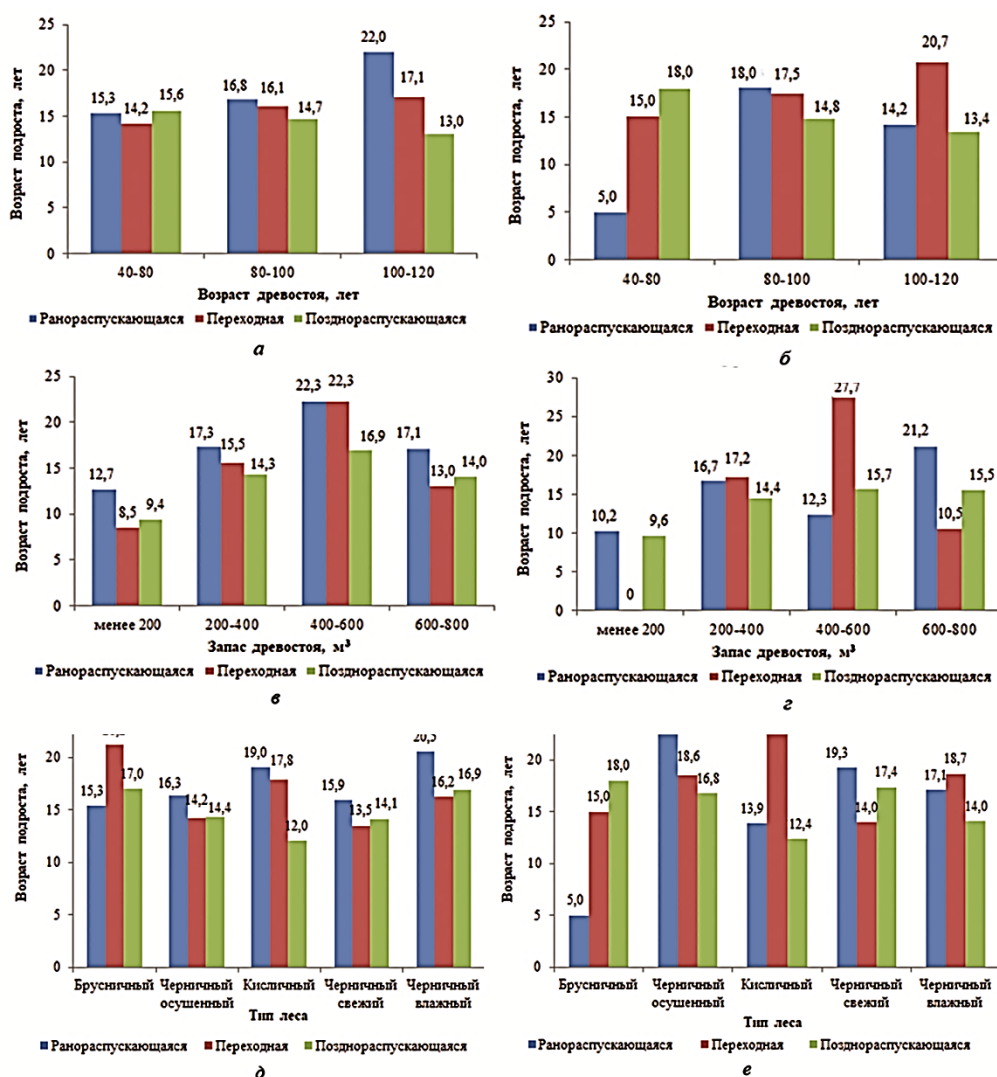 Возраст подроста, лет
25
20
15
10
5
0
15,3 14,2 15,6
16,8 16,1 14,7
22,0 17,1 13,0
40-80 80-100 100-120
Возраст древостоя, лет
Ранораспускающаяся Переходная Позднораспускающаяся
а
Возраст подроста, лет
25
20
15
10
5
0
5,0 15,0 18,0
18,0 17,5 14,8
14,2 20,7 13,4
40-80 80-100 100-120
Возраст древостоя, лет
Ранораспускающаяся Переходная Позднораспускающаяся
б
Возраст подроста, лет
25
20
15
10
5
0
12,7 8,5 9,4
17,3 15,5 14,3
22,3 22,3 16,9
17,1 13,0 14,0
менее 200 200-400 400-600 600-800
Запас древостоя, м³
Ранораспускающаяся Переходная Позднораспускающаяся
в
Возраст подроста, лет
30
25
20
15
10
5
0
10,2 0 9,6
16,7 17,2 14,4
12,3 27,7 15,7
21,2 10,5 15,5
менее 200 200-400 400-600 600-800
Запас древостоя, м³
Ранораспускающаяся Переходная Позднораспускающаяся
г
Возраст подроста, лет
20
15
10
5
0
15,3 17,0
16,3 14,2 14,4
19,0 17,8 12,0
15,9 13,5 14,1
20,5 16,2 16,9
Брусничный Черничный Кисличный Черничный Черничный
осушенный свежий влажный
Тип леса
Ранораспускающаяся Переходная Позднораспускающаяся
д
Возраст подроста, лет
20
15
10
5
0
5,0 15,0 18,0
18,6 16,8
13,9 12,4
19,3 14,0 17,4
17,1 18,7 14,0
Брусничный Черничный Кисличный Черничный Черничный
осушенный свежий влажный
Тип леса
Ранораспускающаяся Переходная Позднораспускающаяся
е